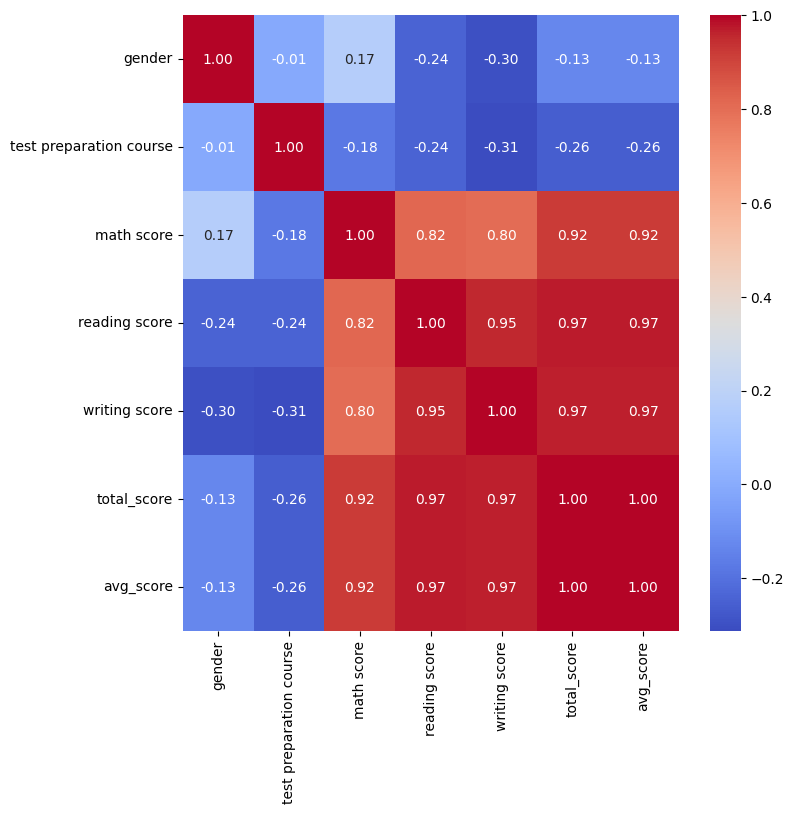 gender 1.00 -0.01 0.17 -0.24 -0.30 -0.13 -0.13
test preparation course -0.01 1.00 -0.18 -0.24 -0.31 -0.26 -0.26
math score 0.17 -0.18 1.00 0.82 0.80 0.92 0.92
reading score -0.24 -0.24 0.82 1.00 0.95 0.97 0.97
writing score -0.30 -0.31 0.80 0.95 1.00 0.97 0.97
total_score -0.13 -0.26 0.92 0.97 0.97 1.00 1.00
avg_score -0.13 -0.26 0.92 0.97 0.97 1.00 1.00
gender
test preparation course
math score
reading score
writing score
total_score
avg_score
1.0
0.8
0.6
0.4
0.2
0.0
−0.2